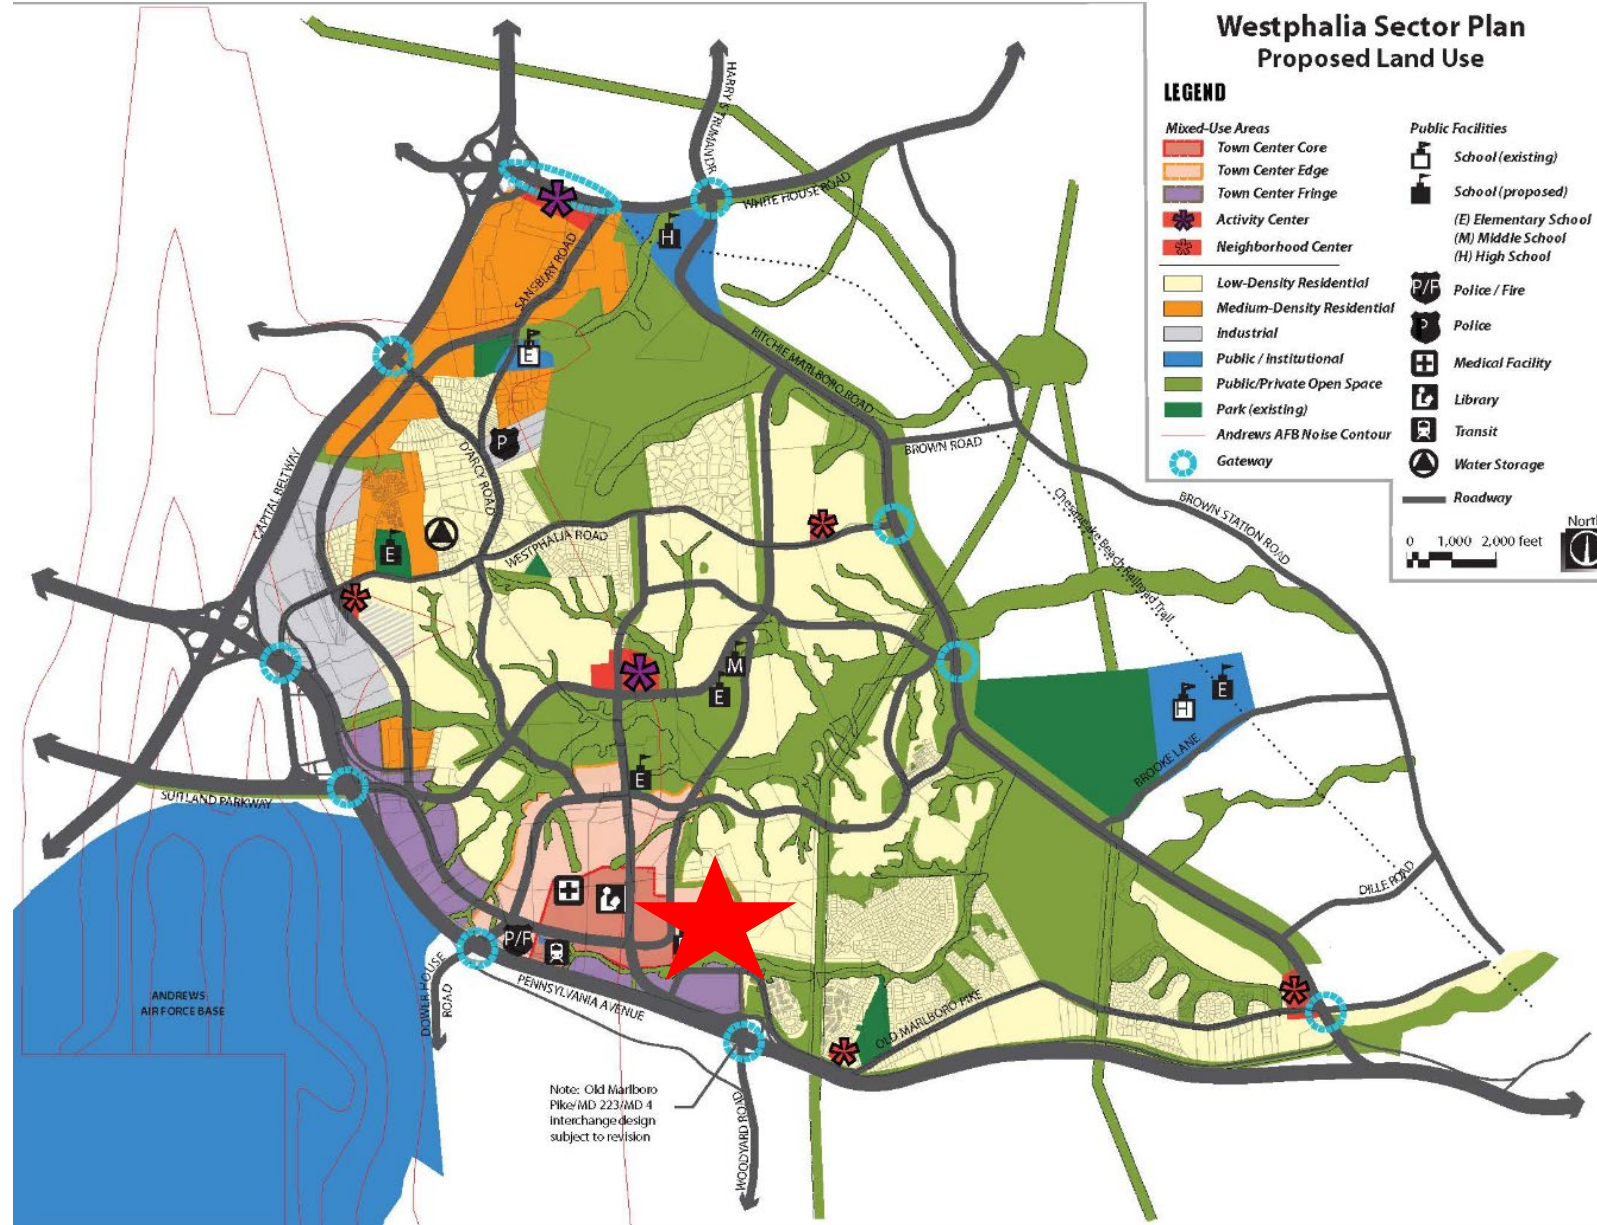 Westphalia Sector Plan
Proposed Land Use
LEGEND
Mixed-Use Areas
Town Center Core
Town Center Edge
Town Center Fringe
Activity Center
Neighborhood Center
Low-Density Residential
Medium-Density Residential
Industrial
Public / Institutional
Public/Private Open Space
Park (existing)
Andrews AFB Noise Contour
Gateway
Public Facilities
School (existing)
School (proposed)
(E) Elementary School
(M) Middle School
(H) High School
P/F
Police / Fire
P
Police
Medical Facility
Library
Transit
Water Storage
Roadway
North
0 1,000 2,000 feet
HARRY S TRUMAN DR
WHITE HOUSE ROAD
H
SANSBURY ROAD
E
RITCHIE MARLBORO ROAD
P
D'ARCY ROAD
BROWN ROAD
CAPITAL BELTWAY
BROWN STATION ROAD
Chesapeake Beach Railroad Trail
WESTPHALIA ROAD
E
M
E
E
H
BROOKE LANE
E
SUITLAND PARKWAY
DILLE ROAD
P/F
DOWER HOUSE
ROAD
PENNSYLVANIA AVENUE
ANDREWS
AIR FORCE BASE
OLD MARLBORO PIKE
Note: Old Marlboro
Pike/MD 223/MD 4
interchange design
subject to revision
WOODYARD ROAD